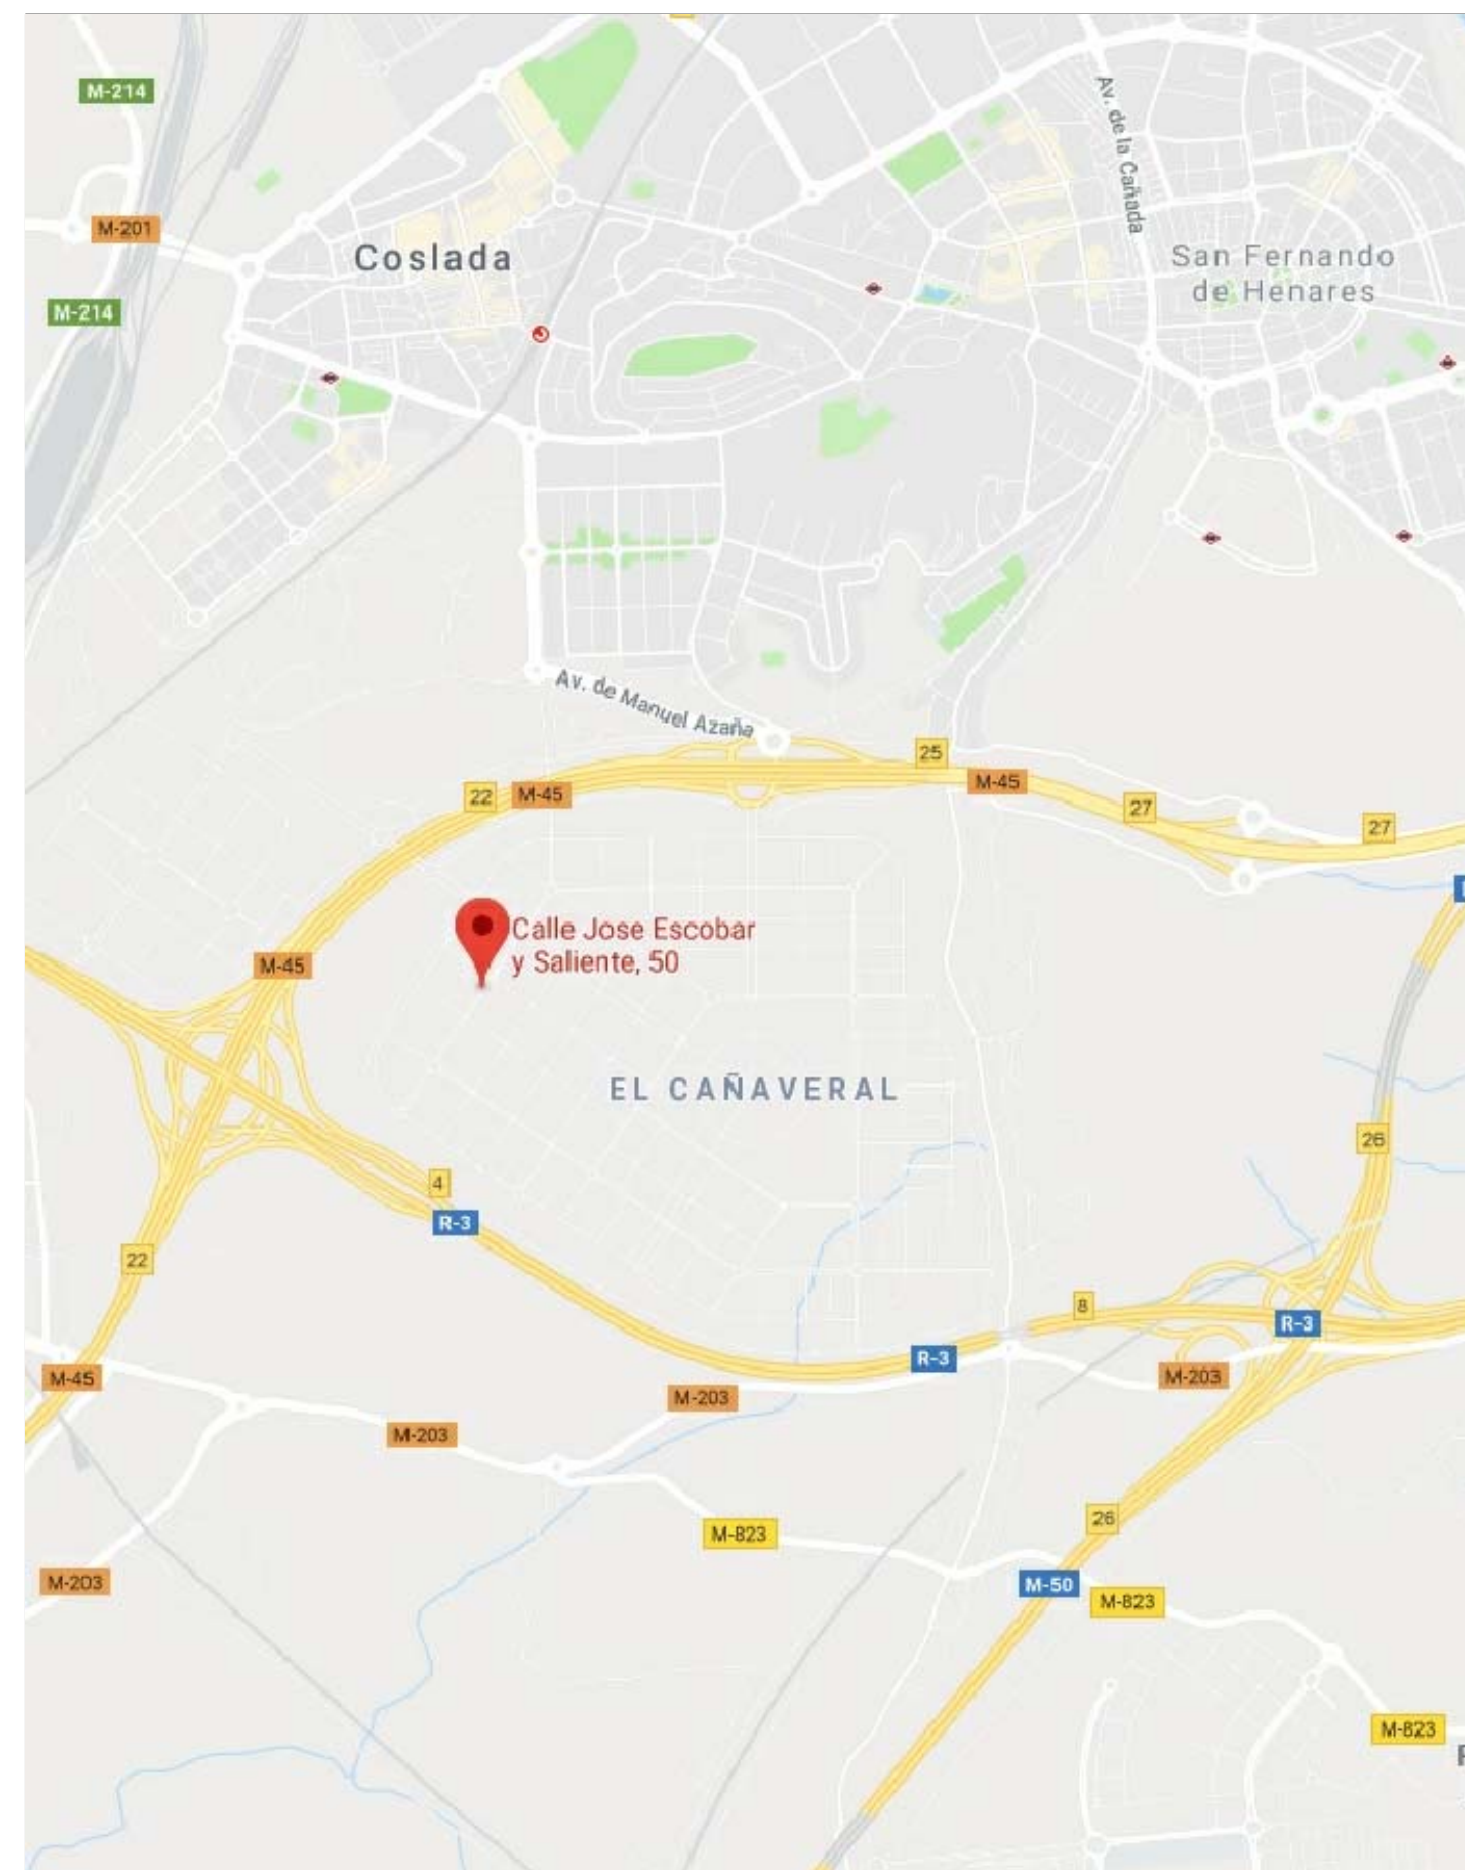 M-214
Av. de la Cañada
M-201
Coslada
San Fernando
de Henares
M-214
Av. de Manuel Azaña
25
22
M-45
M-45
27
27
Calle Jose Escobar
y Saliente, 50
M-45
EL CAÑAVERAL
26
4
R-3
22
8
R-3
R-3
M-45
M-203
M-203
M-203
26
M-823
M-203
M-50
M-823
M-823